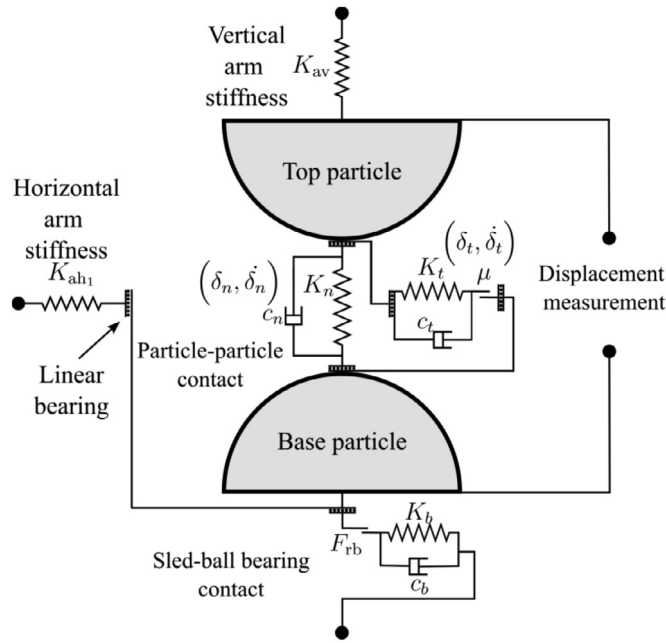 Vertical
arm
stiffness
K_av
Top particle
Horizontal
arm
stiffness
K_ah₁
(δ_n, δ̇_n)
K_n
c_n
(δ_t, δ̇_t)
K_t
μ
c_t
Displacement
measurement
Particle-particle
contact
Linear
bearing
Base particle
K_b
F_rb
c_b
Sled-ball bearing
contact